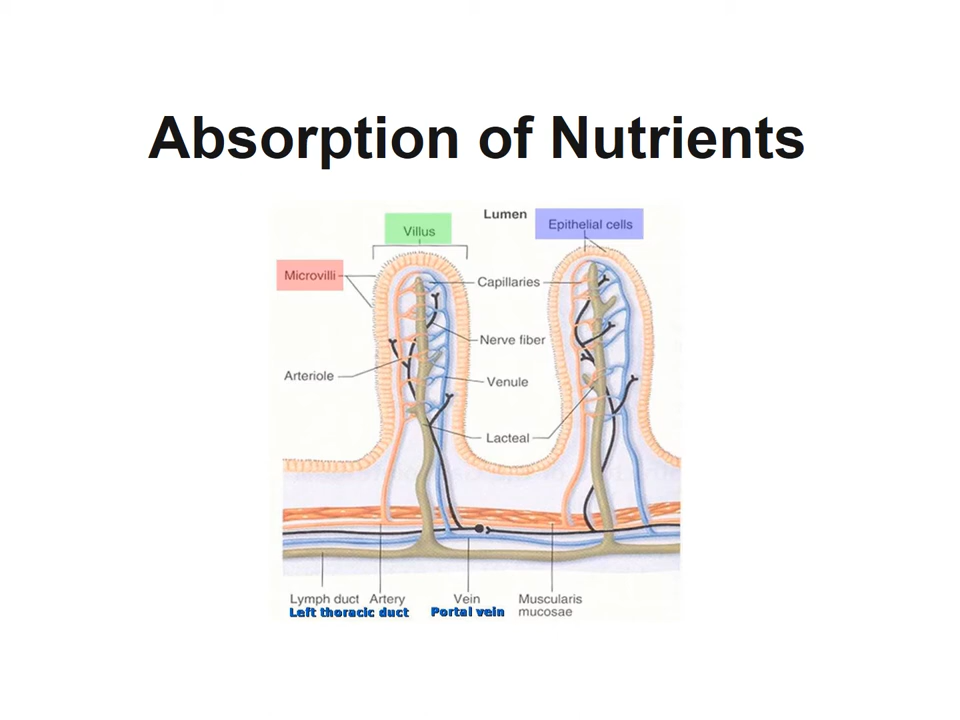 Absorption of Nutrients
Lumen
Villus
Epithelial cells
Microvilli
Capillaries
Nerve fiber
Arteriole
Venule
Lacteal
Lymph duct Artery Vein Muscularis
Left thoracic duct Portal vein mucosae